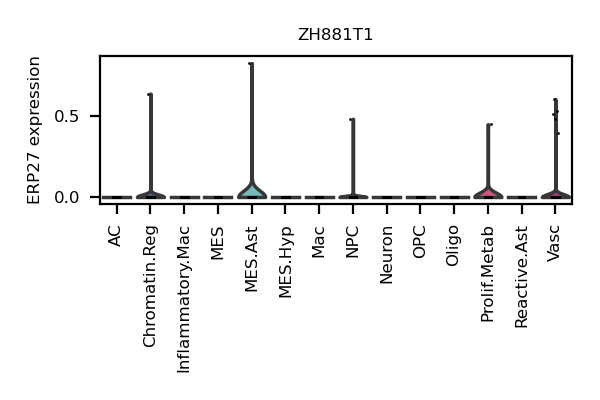 ZH881T1
ERP27 expression
0.5
0.0
AC
Chromatin.Reg
Inflammatory.Mac
MES
MES.Ast
MES.Hyp
Mac
NPC
Neuron
OPC
Oligo
Prolif.Metab
Reactive.Ast
Vasc